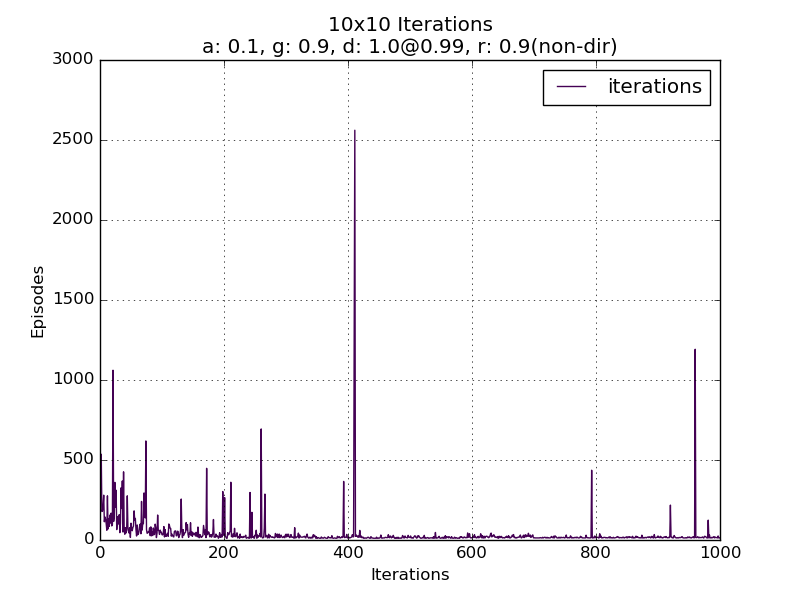 10x10 Iterations
a: 0.1, g: 0.9, d: 1.0@0.99, r: 0.9(non-dir)
iterations
3000
2500
2000
1500
1000
500
0
Episodes
0 200 400 600 800 1000
Iterations